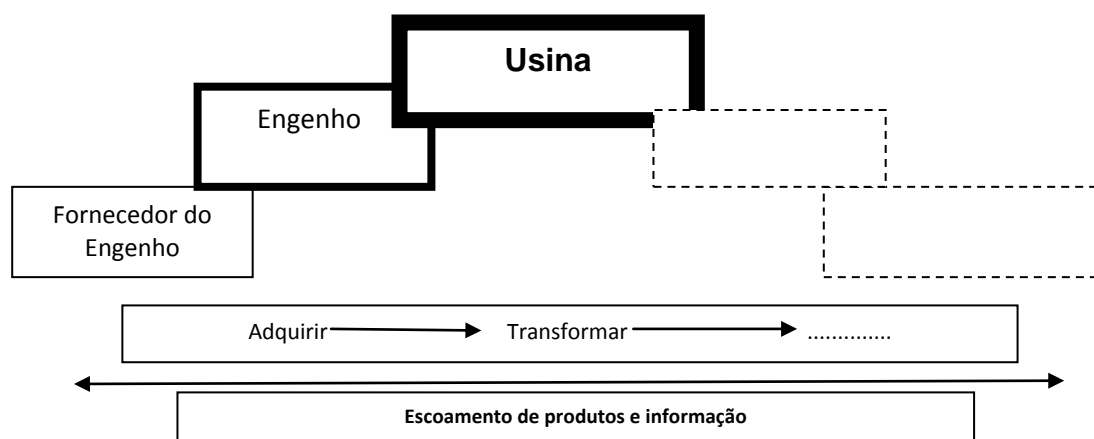 Usina
Engenho
Fornecedor do
Engenho
Adquirir Transformar ..............
Escoamento de produtos e informação